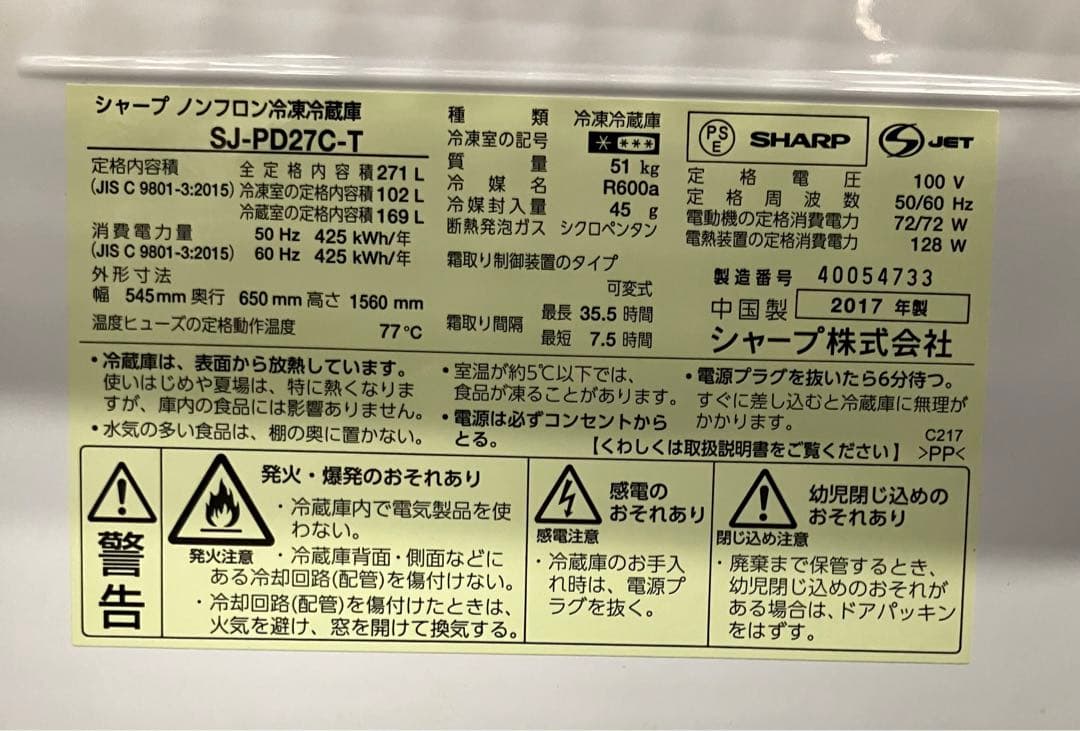 シャープ ノンフロン冷凍冷蔵庫
SJ-PD27C-T
定格内容積 全定格内容積 271 L
(JIS C 9801-3:2015) 冷凍室の定格内容積 102 L
冷蔵室の定格内容積 169 L
消費電力量 50 Hz 425 kWh/年
(JIS C 9801-3:2015) 60 Hz 425 kWh/年
外形寸法
幅 545mm 奥行 650mm 高さ 1560 mm
温度ヒューズの定格動作温度 77℃
種類 冷凍冷蔵庫
冷凍室の記号 * ***
質量 51 kg
冷媒名 R600a
冷媒封入量 45 g
断熱発泡ガス シクロペンタン
霜取り制御装置のタイプ
可変式
霜取り間隔 最長 35.5 時間
最短 7.5 時間
PSE SHARP S JET
定格電圧 100 V
定格周波数 50/60 Hz
電動機の定格消費電力 72/72 W
電熱装置の定格消費電力 128 W
製造番号 40054733
中国製 2017 年製
シャープ株式会社
・冷蔵庫は、表面から放熱しています。
使いはじめや夏場は、特に熱くなりま
すが、庫内の食品には影響ありません。
・水気の多い食品は、棚の奥に置かない。
・室温が約5℃以下では、
食品が凍ることがあります。
・電源は必ずコンセントから
とる。
・電源プラグを抜いたら6分待つ。
すぐに差し込むと冷蔵庫に無理が
かかります。
【くわしくは取扱説明書をご覧ください】
C217
>PP<
警告
発火・爆発のおそれあり
発火注意
・冷蔵庫内で電気製品を使
わない。
・冷蔵庫背面・側面などに
ある冷却回路(配管)を傷付けない。
・冷却回路(配管)を傷付けたときは、
火気を避け、窓を開けて換気する。
感電の
おそれあり
感電注意
・冷蔵庫のお手入
れ時は、電源プ
ラグを抜く。
幼児閉じ込めの
おそれあり
閉じ込め注意
・廃棄まで保管するとき、
幼児閉じ込めのおそれが
ある場合は、ドアパッキン
をはずす。